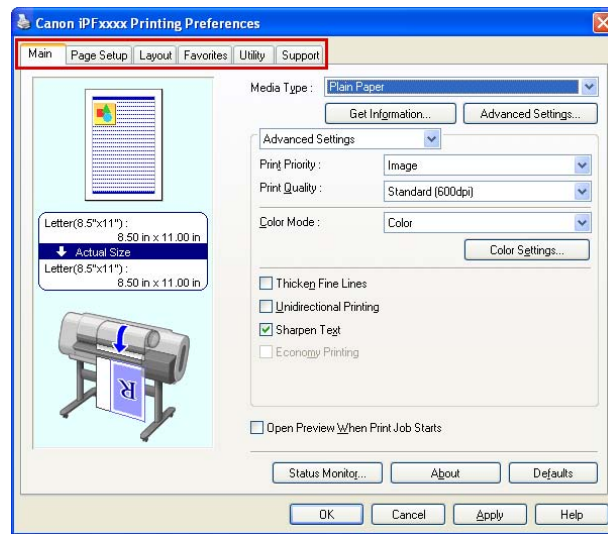 Canon iPFxxxx Printing Preferences
Main Page Setup Layout Favorites Utility Support
Media Type : Plain Paper
Get Information... Advanced Settings...
Advanced Settings
Print Priority : Image
Print Quality : Standard (600dpi)
Color Mode : Color
Color Settings...
Letter(8.5"x11") :
8.50 in x 11.00 in
Actual Size
Letter(8.5"x11") :
8.50 in x 11.00 in
R
Thicken Fine Lines
Unidirectional Printing
Sharpen Text
Economy Printing
Open Preview When Print Job Starts
Status Monitor... About Defaults
OK Cancel Apply Help